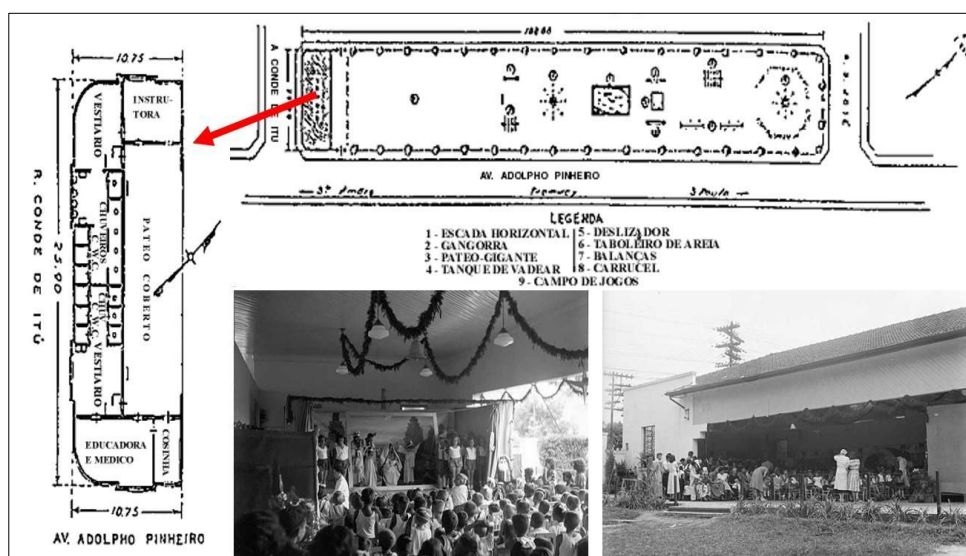 10.75
VESTIARIO
INSTRU-
TORA
R. CONDE DE ITÚ
25.00
CHUVEIROS
C.W.C.
CHUV.
C.W.C.
VESTIARIO
PATEO COBERTO
EDUCADORA
E MEDICO
COSINHA
10.75
AV. ADOLPHO PINHEIRO
CONDE DE ITU
AV. ADOLPHO PINHEIRO
LEGENDA
1 - ESCADA HORIZONTAL
2 - GANGORRA
3 - PATEO-GIGANTE
4 - TANQUE DE VADEAR
5 - DESLIZADOR
6 - TABOLEIRO DE AREIA
7 - BALANÇAS
8 - CARRUCEL
9 - CAMPO DE JOGOS